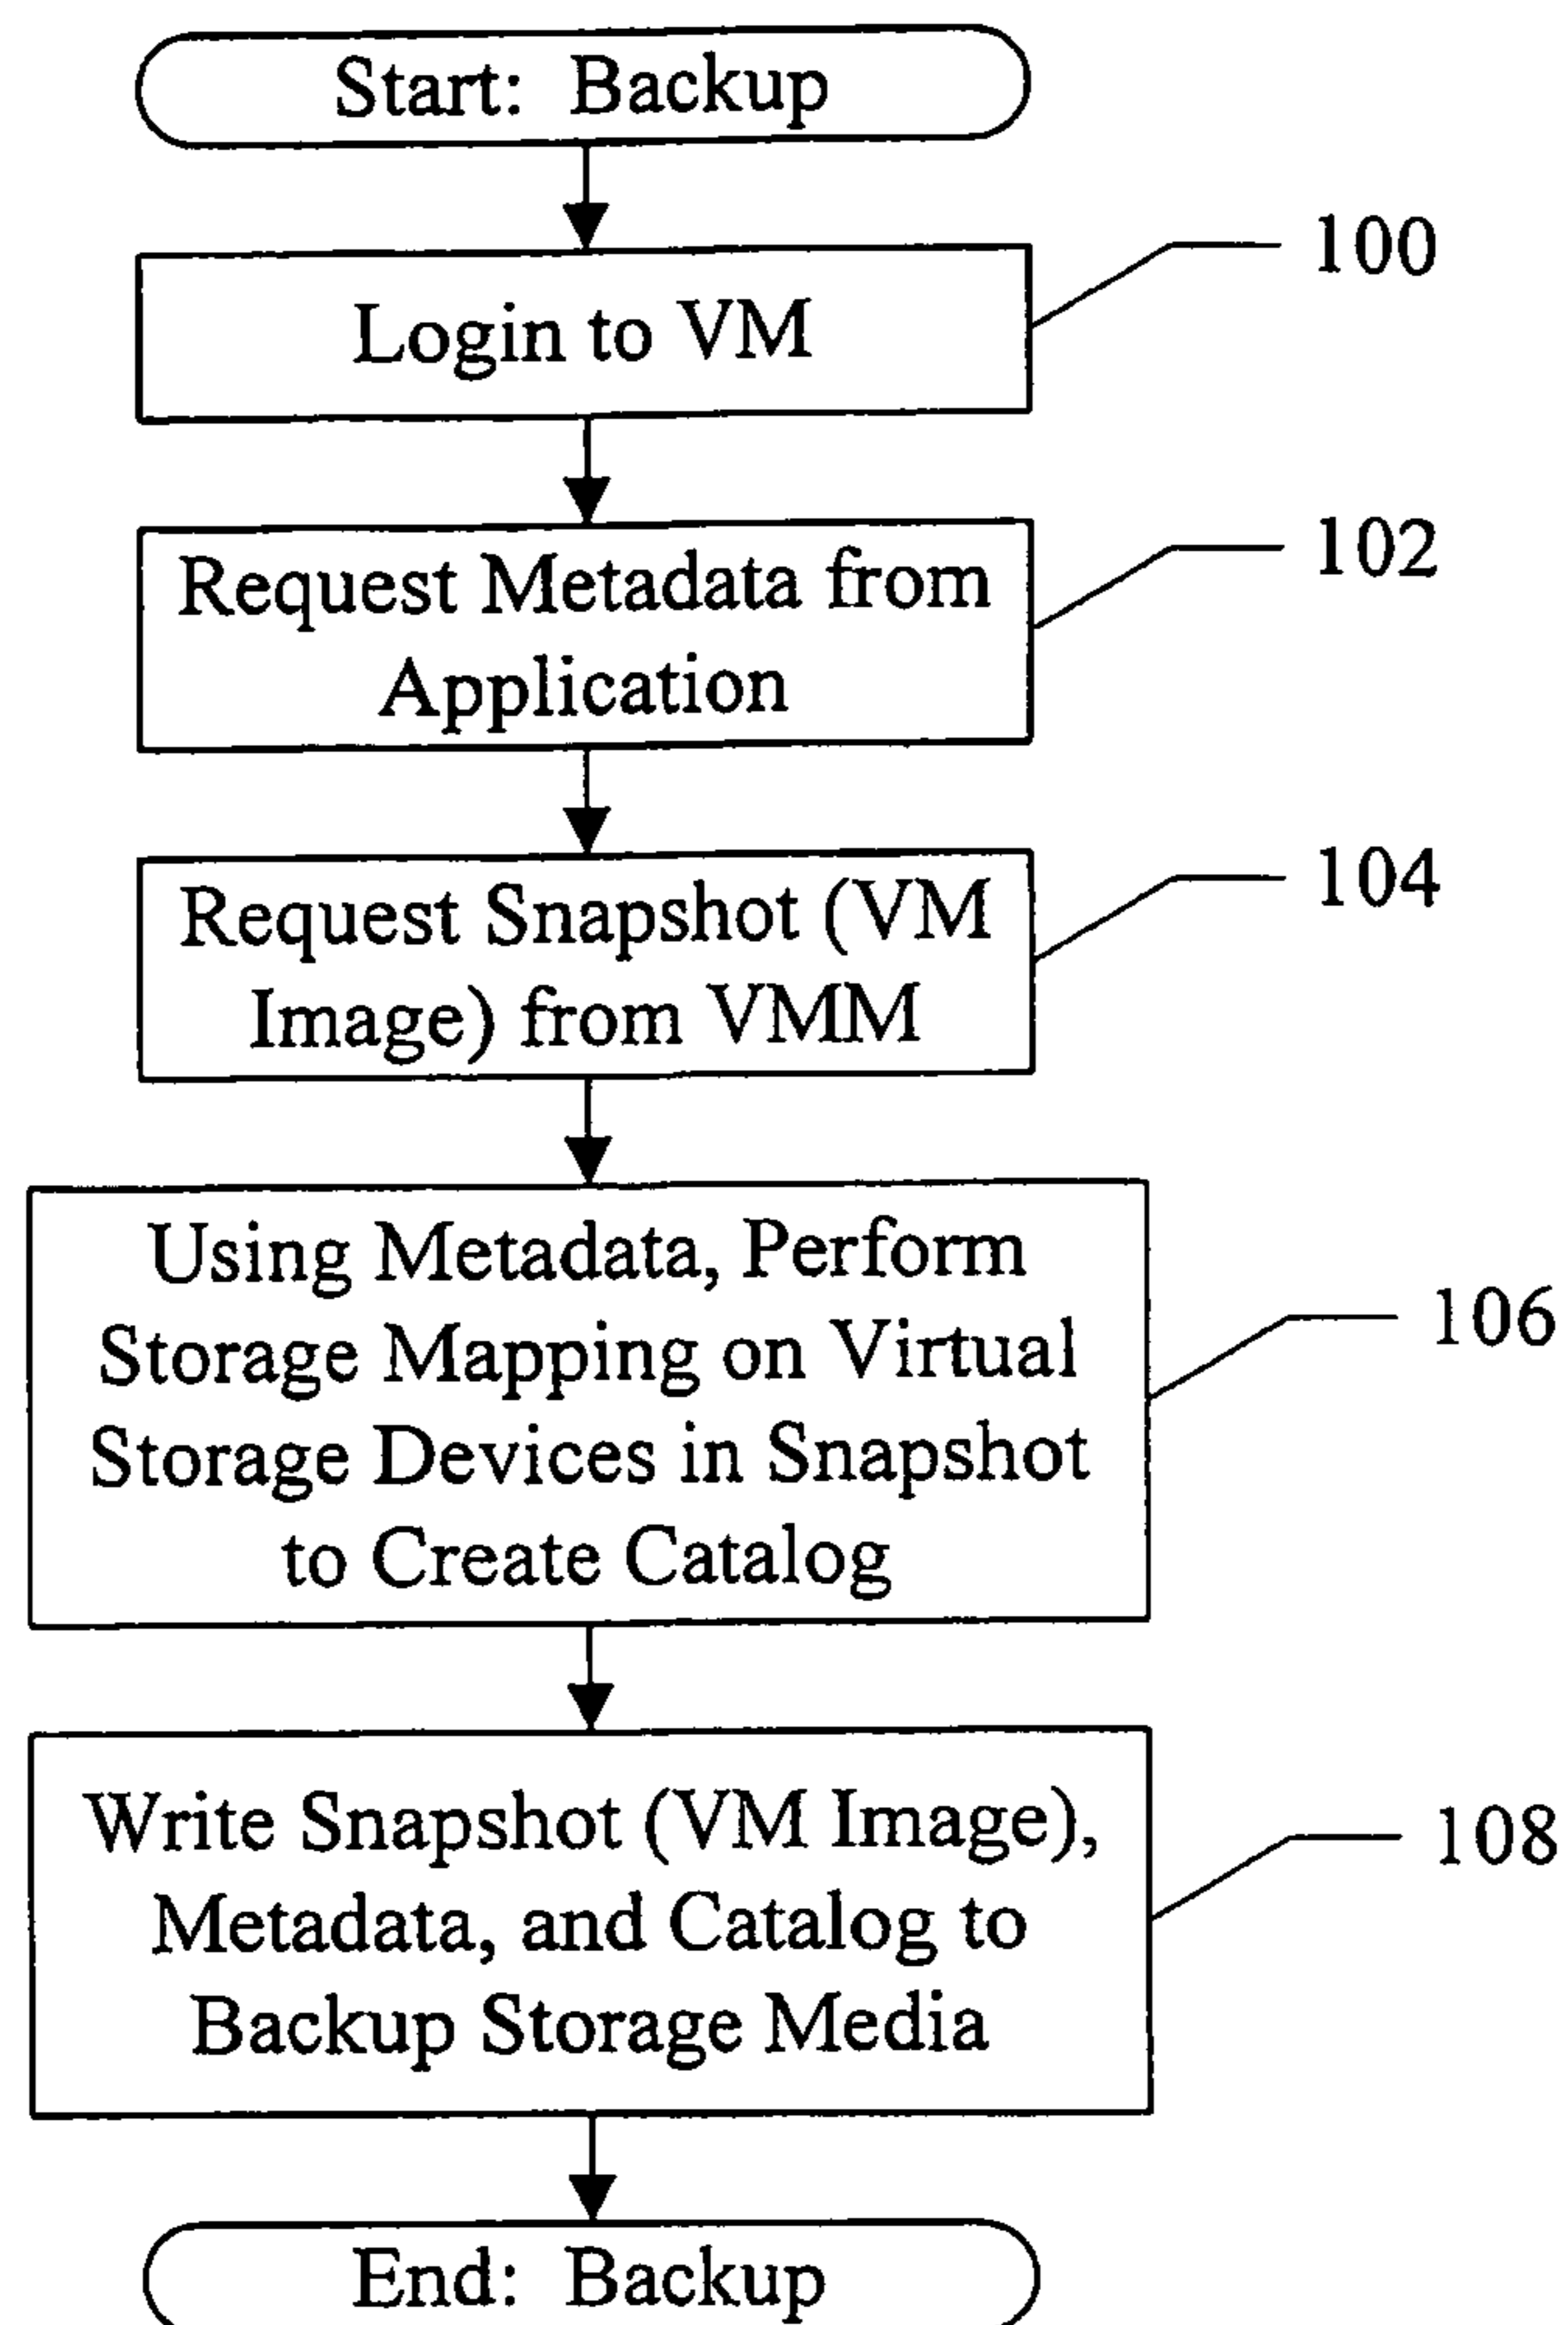 Start: Backup
100
Login to VM
102
Request Metadata from
Application
104
Request Snapshot (VM
Image) from VMM
Using Metadata, Perform
106
Storage Mapping on Virtual
Storage Devices in Snapshot
to Create Catalog
Write Snapshot (VM Image),
108
Metadata, and Catalog to
Backup Storage Media
End: Backup